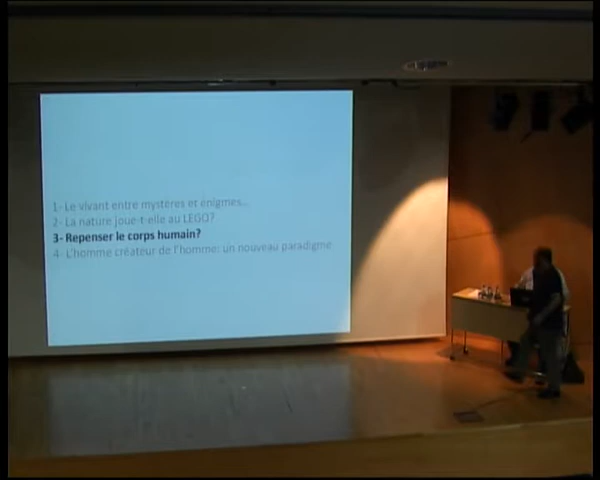 1- Le vivant entre mystères et énigmes...
2- La nature joue-t-elle au LEGO?
3- Repenser le corps humain?
4- L'homme créateur de l'homme: un nouveau paradigme